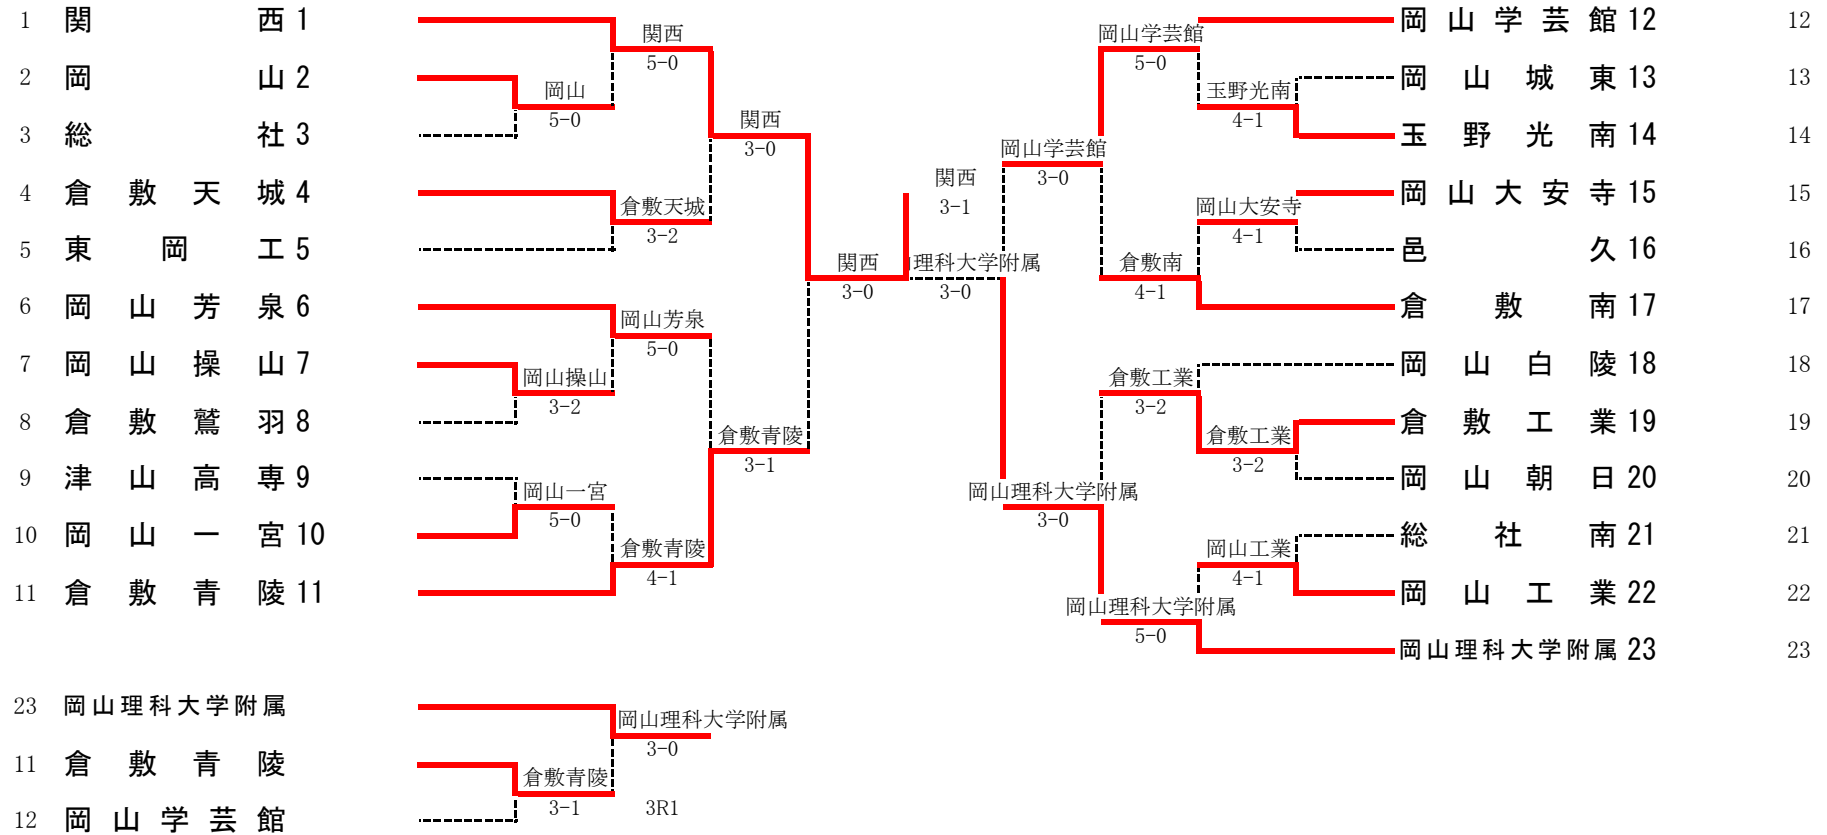 1 関西 1
関西
5-0
2 岡山 2
岡山
5-0
3 総社 3
関西
3-0
4 倉敷天城 4
倉敷天城
3-2
5 東岡工 5
関西
3-0
6 岡山芳泉 6
岡山芳泉
5-0
7 岡山操山 7
岡山操山
3-2
8 倉敷鷲羽 8
倉敷青陵
3-1
9 津山高専 9
岡山一宮
5-0
10 岡山一宮 10
倉敷青陵
4-1
11 倉敷青陵 11
関西
3-1
理科大学附属
3-0
岡山学芸館 12 12
岡山学芸館
5-0
岡山城東 13 13
玉野光南
4-1
玉野光南 14 14
岡山学芸館
3-0
岡山大安寺 15 15
岡山大安寺
4-1
邑久 16 16
倉敷南
4-1
倉敷南 17 17
岡山白陵 18 18
倉敷工業
3-2
倉敷工業 19 19
倉敷工業
3-2
岡山朝日 20 20
岡山理科大学附属
3-0
総社南 21 21
岡山工業
4-1
岡山工業 22 22
岡山理科大学附属
5-0
岡山理科大学附属 23 23
23 岡山理科大学附属
岡山理科大学附属
3-0
11 倉敷青陵
倉敷青陵
3-1 3R1
12 岡山学芸館